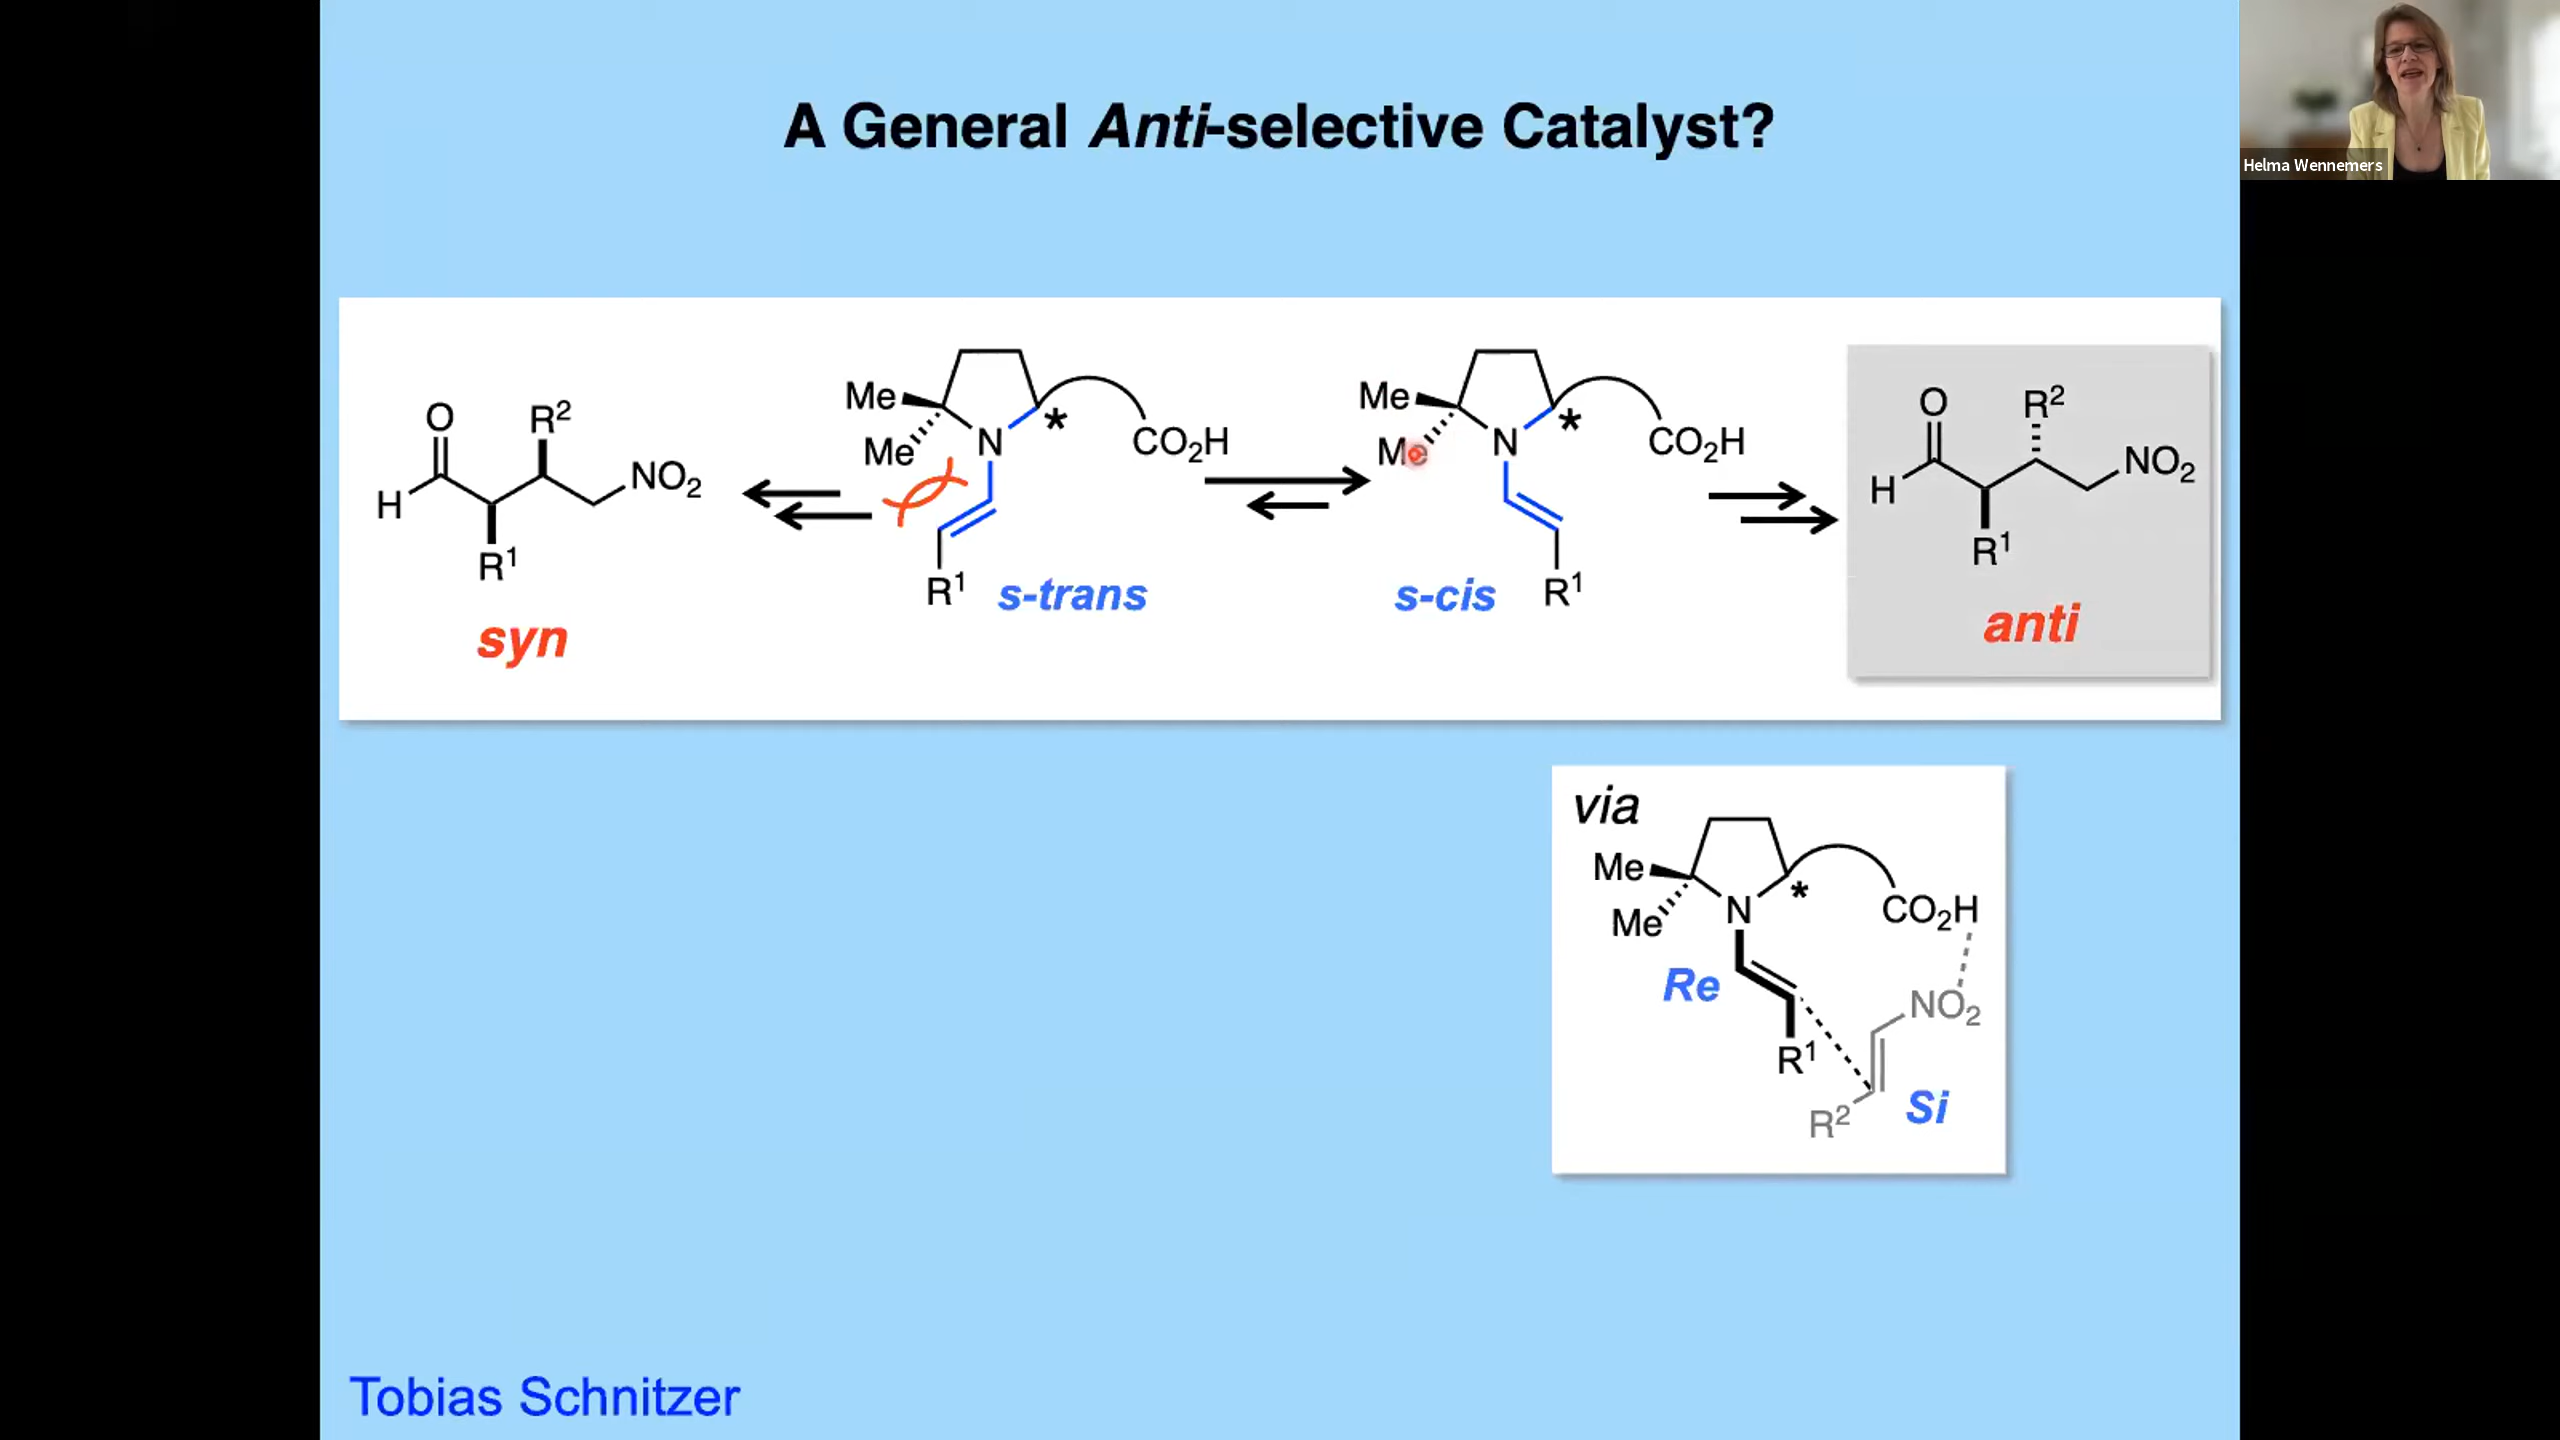 A General Anti-selective Catalyst?
Helma Wennemers
O
H
R¹
R²
NO₂
syn
Me
Me
N
*
CO₂H
R¹
s-trans
Me
Me
N
*
CO₂H
R¹
s-cis
O
H
R¹
R²
NO₂
anti
via
Me
Me
N
*
CO₂H
Re
NO₂
R¹
R²
Si
Tobias Schnitzer